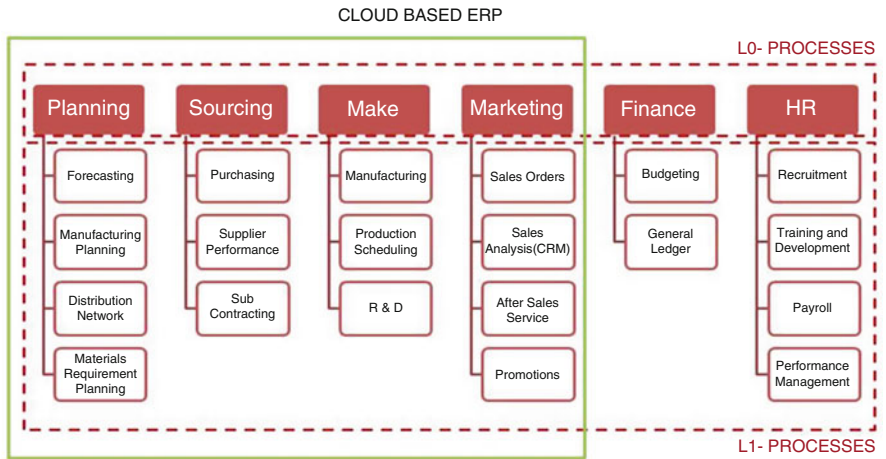 CLOUD BASED ERP
L0- PROCESSES
Planning
Sourcing
Make
Marketing
Finance
HR
Forecasting
Manufacturing
Planning
Distribution
Network
Materials
Requirement
Planning
Purchasing
Supplier
Performance
Sub
Contracting
Manufacturing
Production
Scheduling
R & D
Sales Orders
Sales
Analysis(CRM)
After Sales
Service
Promotions
Budgeting
General
Ledger
Recruitment
Training and
Development
Payroll
Performance
Management
L1- PROCESSES